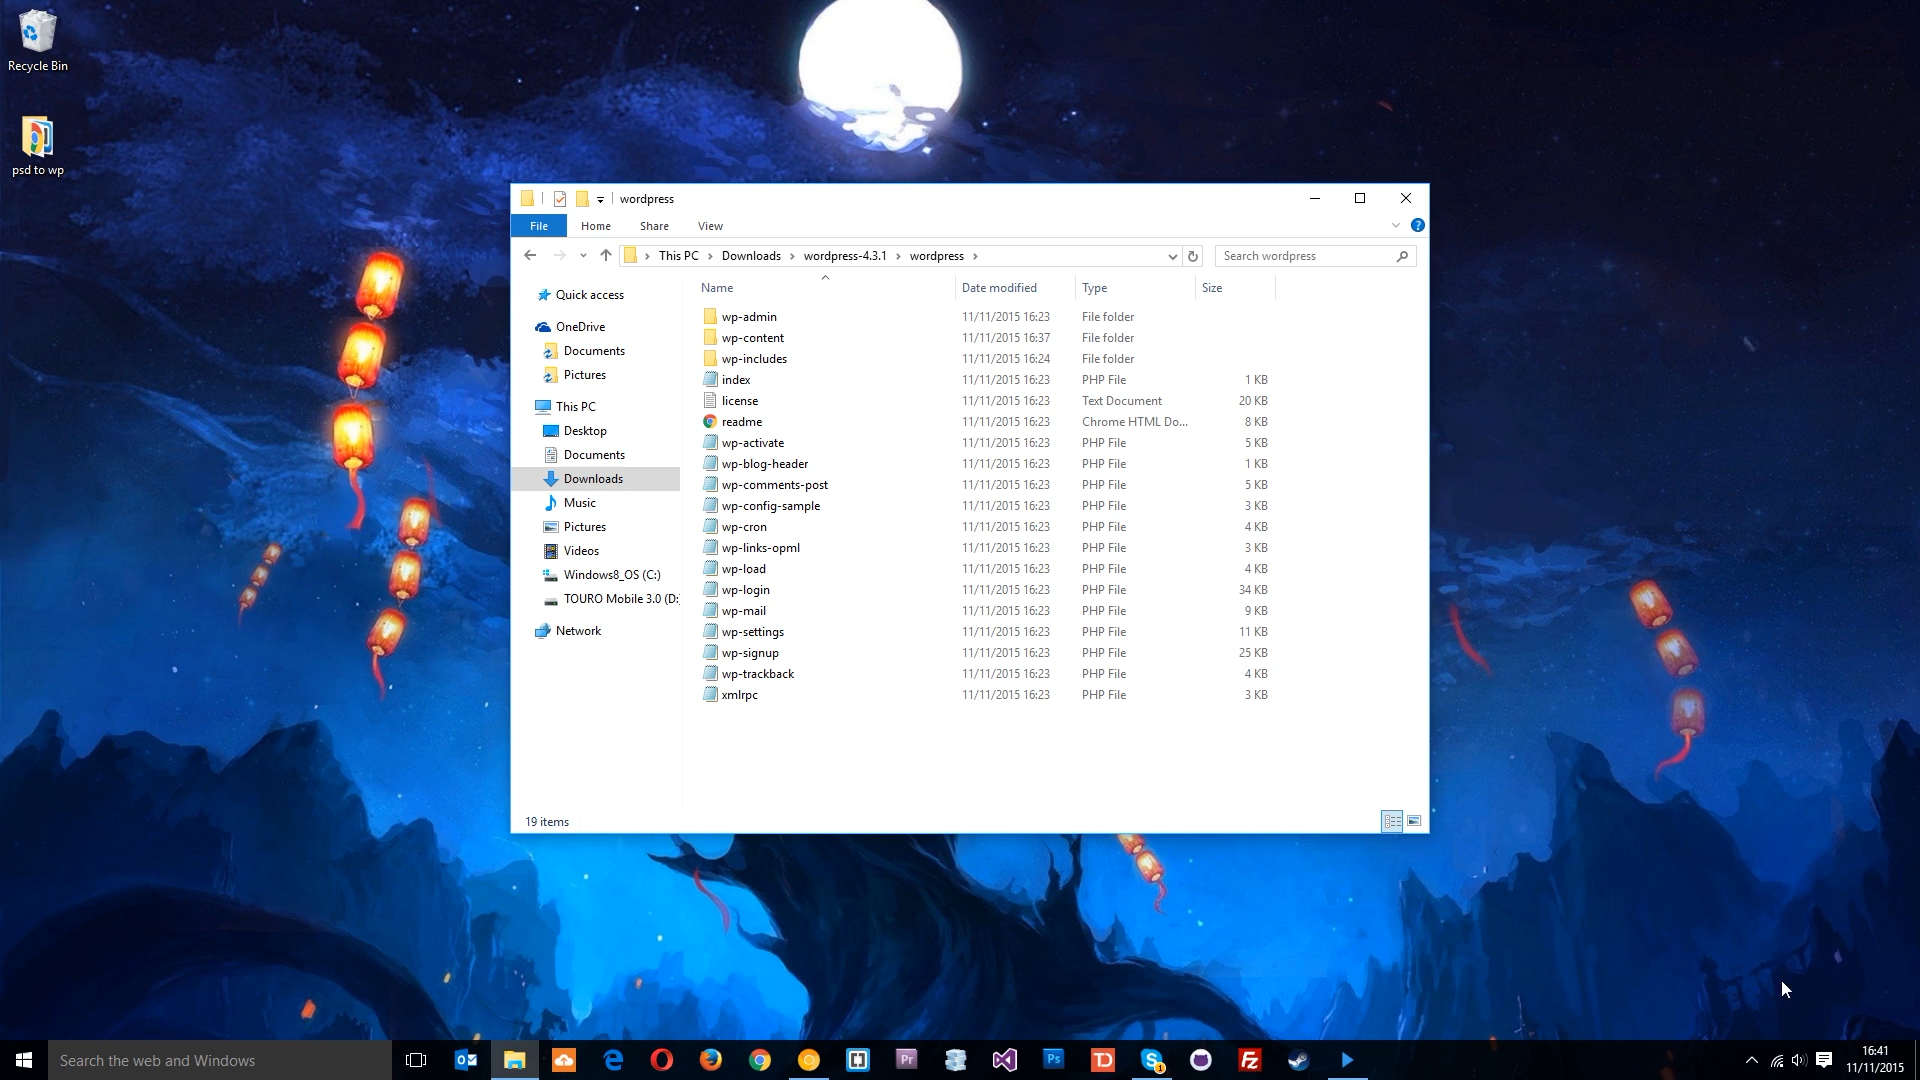 Recycle Bin
psd to wp
wordpress
File Home Share View
This PC Downloads wordpress-4.3.1 wordpress
Search wordpress
Quick access
OneDrive
Documents
Pictures
This PC
Desktop
Documents
Downloads
Music
Pictures
Videos
Windows8_OS (C:)
TOURO Mobile 3.0 (D:
Network
Name Date modified Type Size
wp-admin 11/11/2015 16:23 File folder
wp-content 11/11/2015 16:37 File folder
wp-includes 11/11/2015 16:24 File folder
index 11/11/2015 16:23 PHP File 1 KB
license 11/11/2015 16:23 Text Document 20 KB
readme 11/11/2015 16:23 Chrome HTML Do... 8 KB
wp-activate 11/11/2015 16:23 PHP File 5 KB
wp-blog-header 11/11/2015 16:23 PHP File 1 KB
wp-comments-post 11/11/2015 16:23 PHP File 5 KB
wp-config-sample 11/11/2015 16:23 PHP File 3 KB
wp-cron 11/11/2015 16:23 PHP File 4 KB
wp-links-opml 11/11/2015 16:23 PHP File 3 KB
wp-load 11/11/2015 16:23 PHP File 4 KB
wp-login 11/11/2015 16:23 PHP File 34 KB
wp-mail 11/11/2015 16:23 PHP File 9 KB
wp-settings 11/11/2015 16:23 PHP File 11 KB
wp-signup 11/11/2015 16:23 PHP File 25 KB
wp-trackback 11/11/2015 16:23 PHP File 4 KB
xmlrpc 11/11/2015 16:23 PHP File 3 KB
19 items
Search the web and Windows
Pr
Ps
TD
S
1
FZ
16:41
11/11/2015